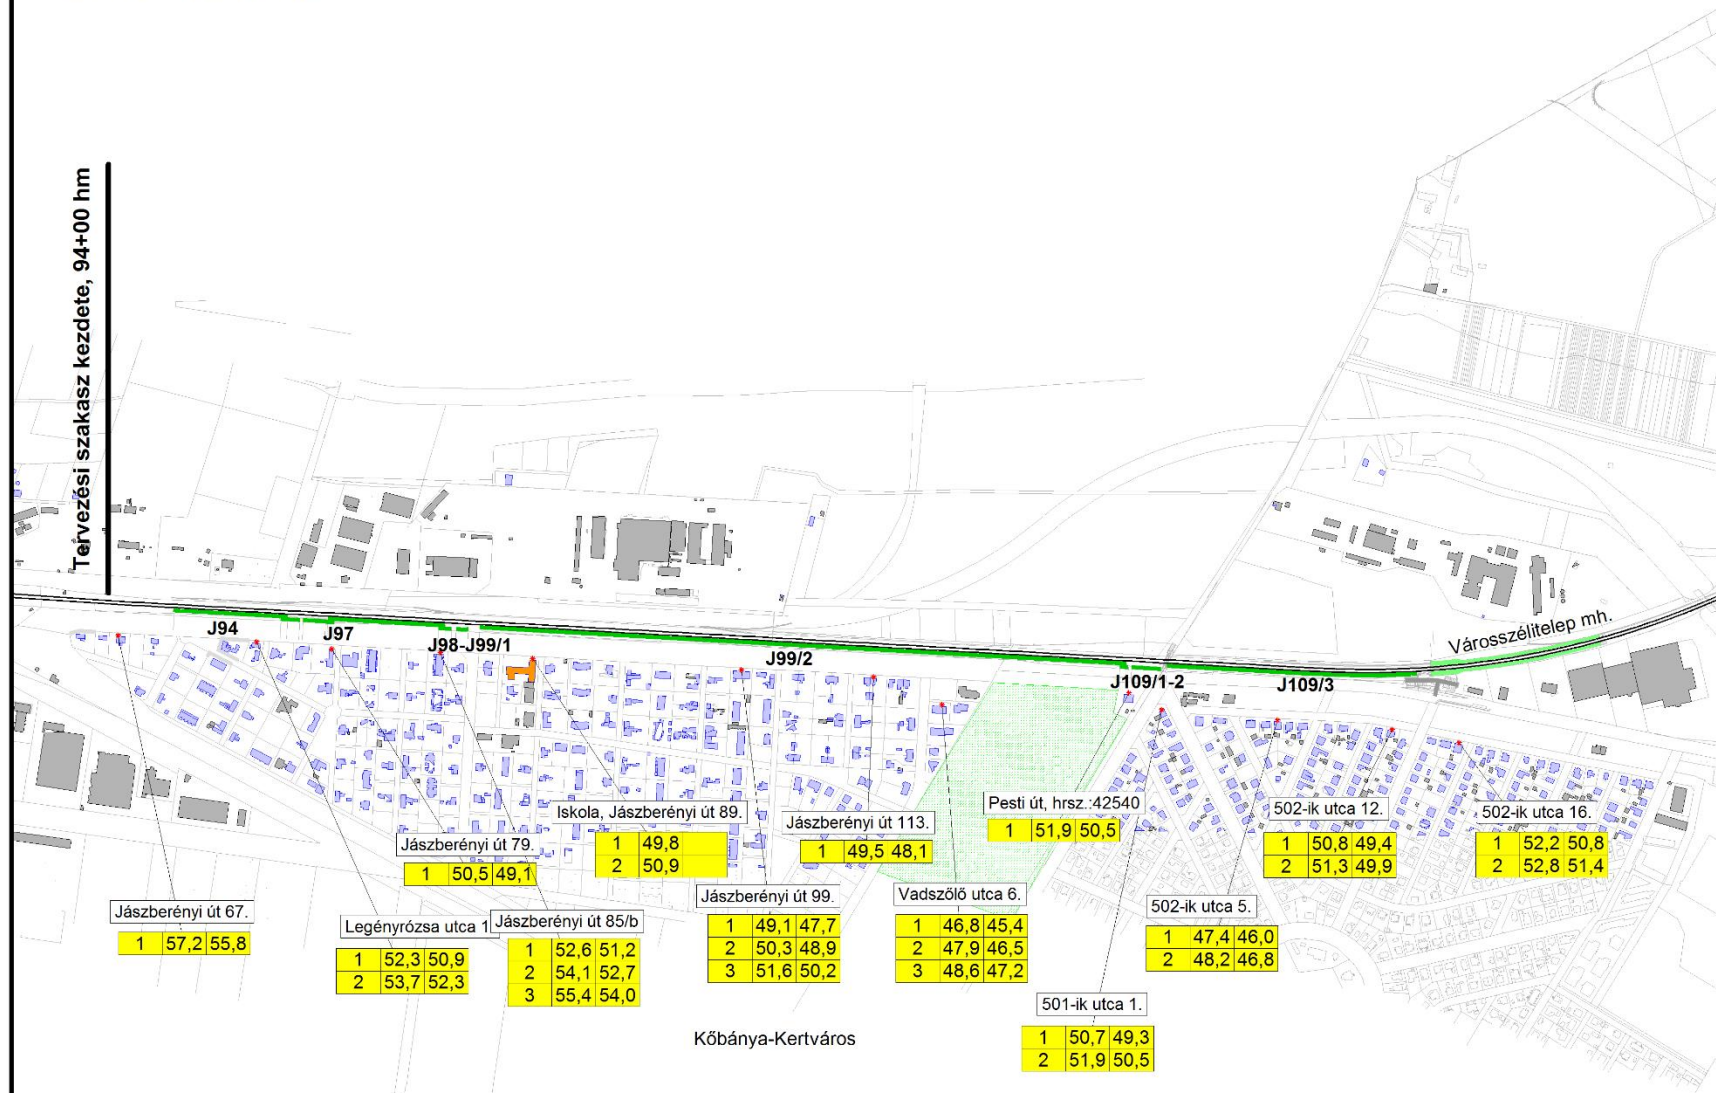 Tervezési szakasz kezdete, 94+00 hm
Városszélitelep mh.
J94
J97
J98-J99/1
J99/2
J109/1-2
J109/3
Iskola, Jászberényi út 89.
1 49,8
2 50,9
Jászberényi út 79.
1 50,5 49,1
Jászberényi út 113.
1 49,5 48,1
Pesti út, hrsz.:42540
1 51,9 50,5
502-ik utca 12.
1 50,8 49,4
2 51,3 49,9
502-ik utca 16.
1 52,2 50,8
2 52,8 51,4
Jászberényi út 67.
1 57,2 55,8
Legényrózsa utca 1
1 52,3 50,9
2 53,7 52,3
Jászberényi út 85/b
1 52,6 51,2
2 54,1 52,7
3 55,4 54,0
Jászberényi út 99.
1 49,1 47,7
2 50,3 48,9
3 51,6 50,2
Vadszőlő utca 6.
1 46,8 45,4
2 47,9 46,5
3 48,6 47,2
502-ik utca 5.
1 47,4 46,0
2 48,2 46,8
501-ik utca 1.
1 50,7 49,3
2 51,9 50,5
Kőbánya-Kertváros